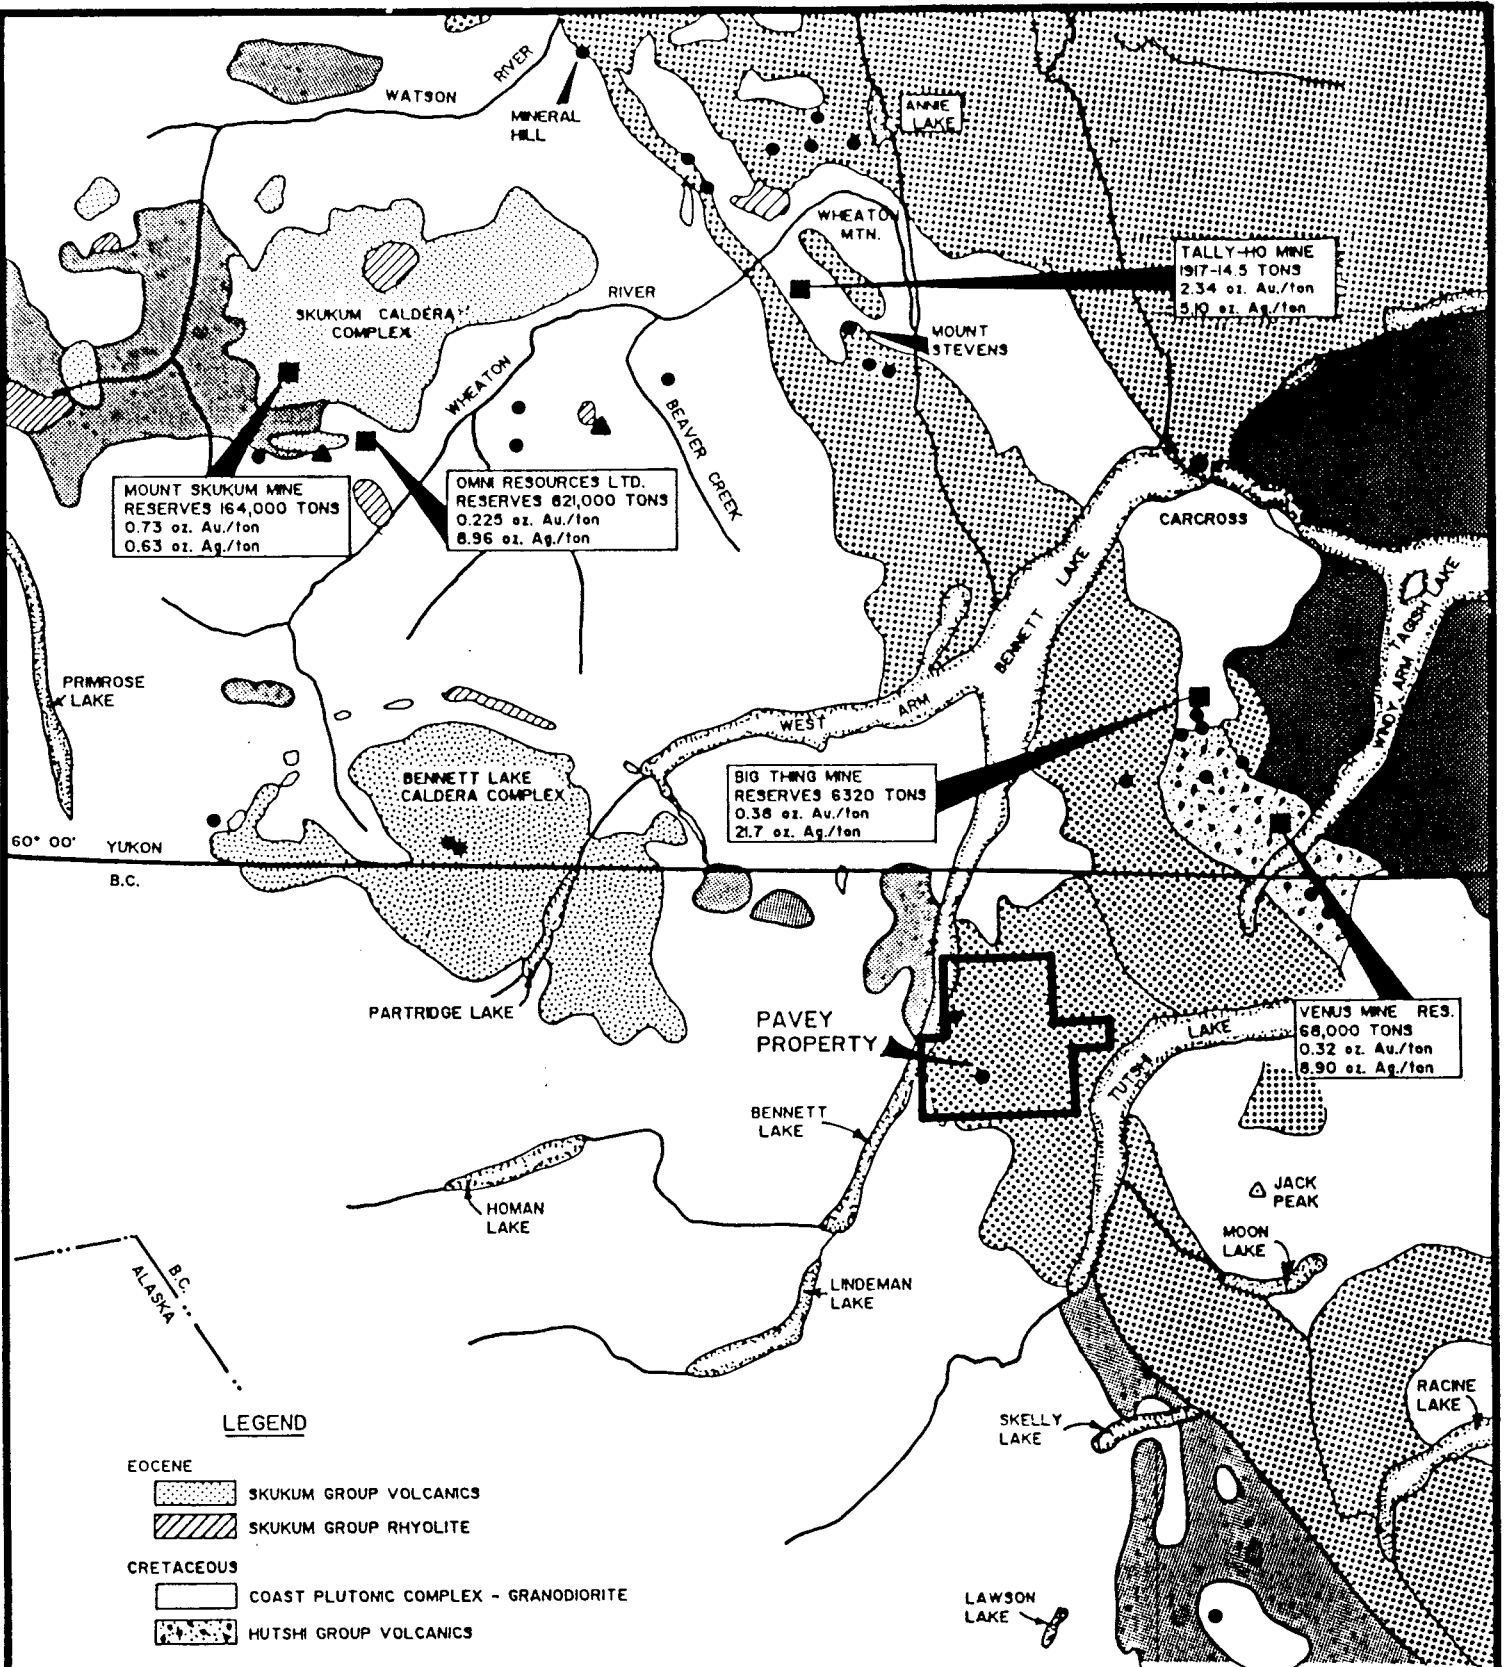 WATSON
RIVER
MINERAL
HILL
ANNIE
LAKE
WHEATON
MTN.
TALLY-HO MINE
1917-14.5 TONS
2.34 oz. Au./ton
5.10 oz. Ag./ton
SKUKUM CALDERA
COMPLEX
RIVER
WHEATON
MOUNT
STEVENS
BEAVER CREEK
MOUNT SKUKUM MINE
RESERVES 164,000 TONS
0.73 oz. Au./ton
0.63 oz. Ag./ton
OMNI RESOURCES LTD.
RESERVES 821,000 TONS
0.225 oz. Au./ton
8.96 oz. Ag./ton
CARCROSS
BENNETT LAKE
WINDY ARM TAGISH LAKE
PRIMROSE
LAKE
WEST ARM
BENNETT LAKE
CALDERA COMPLEX
BIG THING MINE
RESERVES 6320 TONS
0.38 oz. Au./ton
21.7 oz. Ag./ton
60° 00' YUKON
B.C.
PARTRIDGE LAKE
PAVEY
PROPERTY
TUTSHI LAKE
VENUS MINE RES.
68,000 TONS
0.32 oz. Au./ton
8.90 oz. Ag./ton
BENNETT
LAKE
HOMAN
LAKE
JACK
PEAK
MOON
LAKE
B.C.
ALASKA
LINDEMAN
LAKE
RACINE
LAKE
SKELLY
LAKE
LEGEND
EOCENE
SKUKUM GROUP VOLCANICS
SKUKUM GROUP RHYOLITE
CRETACEOUS
COAST PLUTONIC COMPLEX - GRANODIORITE
HUTSHI GROUP VOLCANICS
LAWSON
LAKE